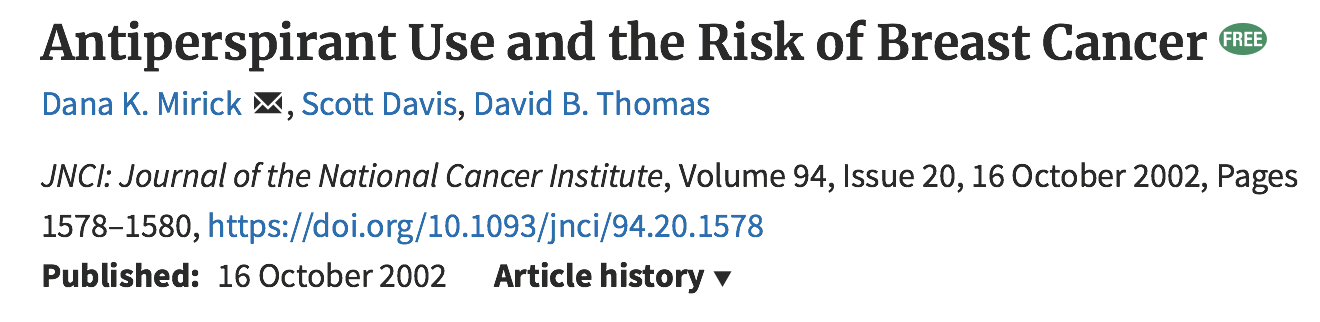 Antiperspirant Use and the Risk of Breast Cancer FREE
Dana K. Mirick, Scott Davis, David B. Thomas
JNCI: Journal of the National Cancer Institute, Volume 94, Issue 20, 16 October 2002, Pages
1578–1580, https://doi.org/10.1093/jnci/94.20.1578
Published: 16 October 2002 Article history ▼